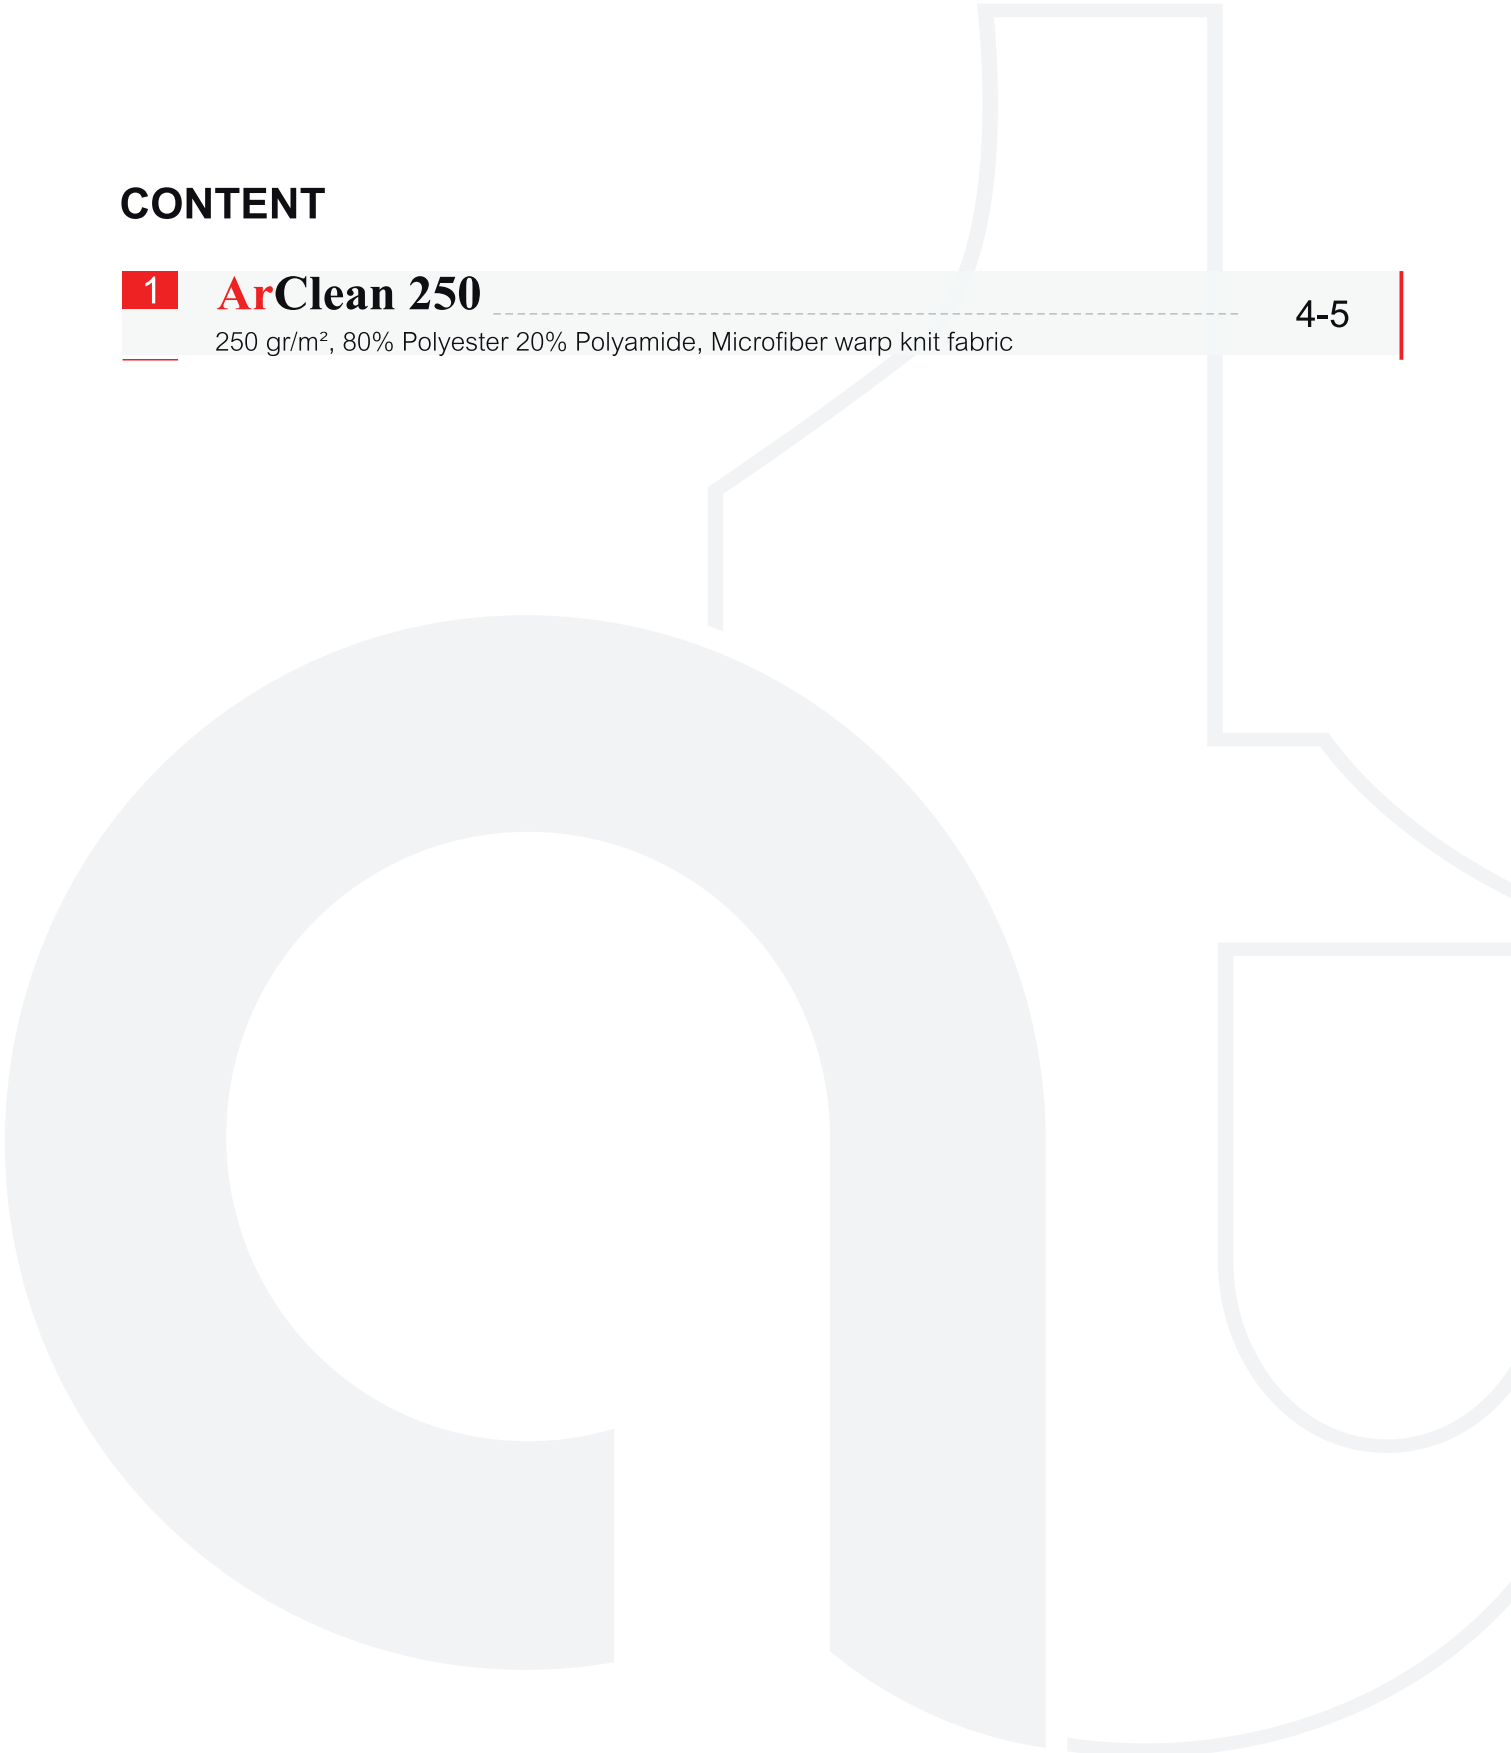 CONTENT
1 ArClean 250 4-5
250 gr/m², 80% Polyester 20% Polyamide, Microfiber warp knit fabric